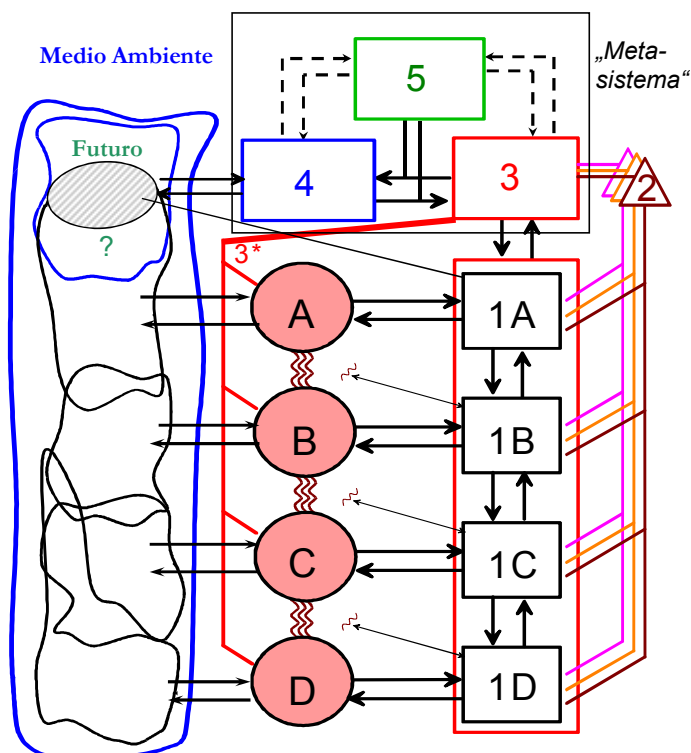 Medio Ambiente
„Meta-
sistema“
5
Futuro
4
3
2
?
3*
A
1A
B
1B
C
1C
D
1D